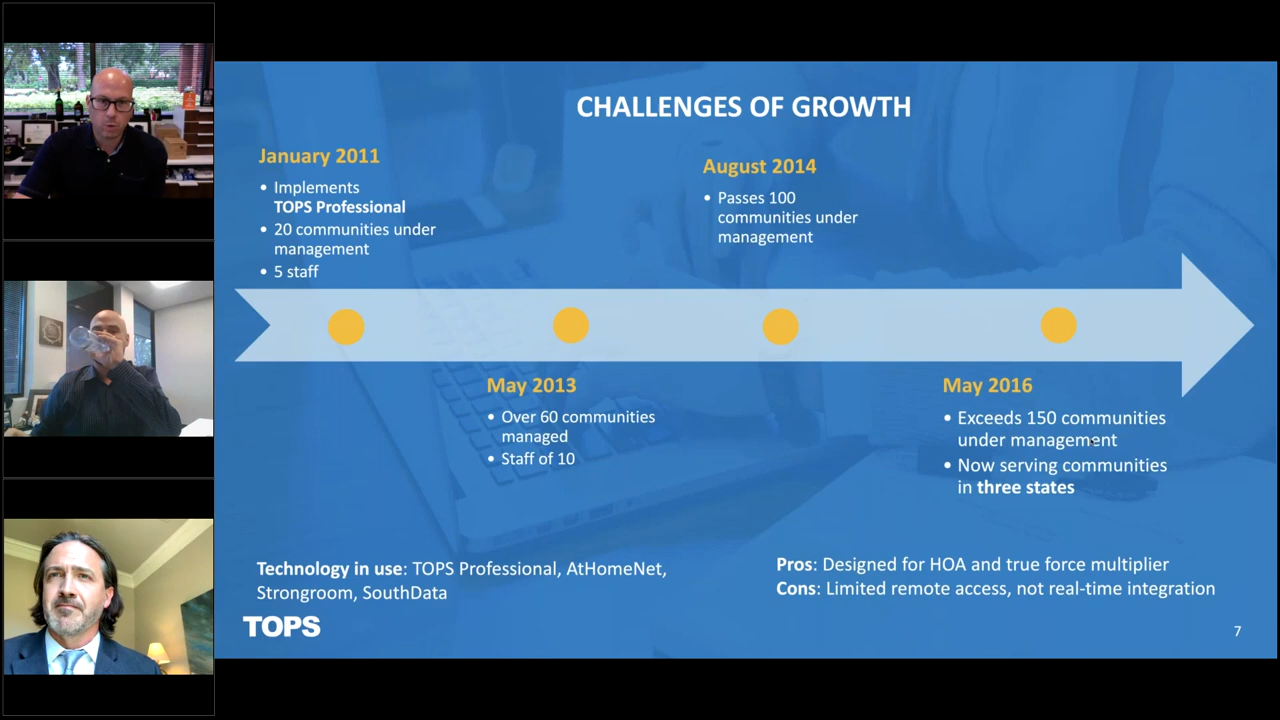 CHALLENGES OF GROWTH
January 2011
• Implements
TOPS Professional
• 20 communities under
management
• 5 staff
August 2014
• Passes 100
communities under
management
May 2013
• Over 60 communities
managed
• Staff of 10
May 2016
• Exceeds 150 communities
under management
• Now serving communities
in three states
Technology in use: TOPS Professional, AtHomeNet,
Strongroom, SouthData
Pros: Designed for HOA and true force multiplier
Cons: Limited remote access, not real-time integration
TOPS
7